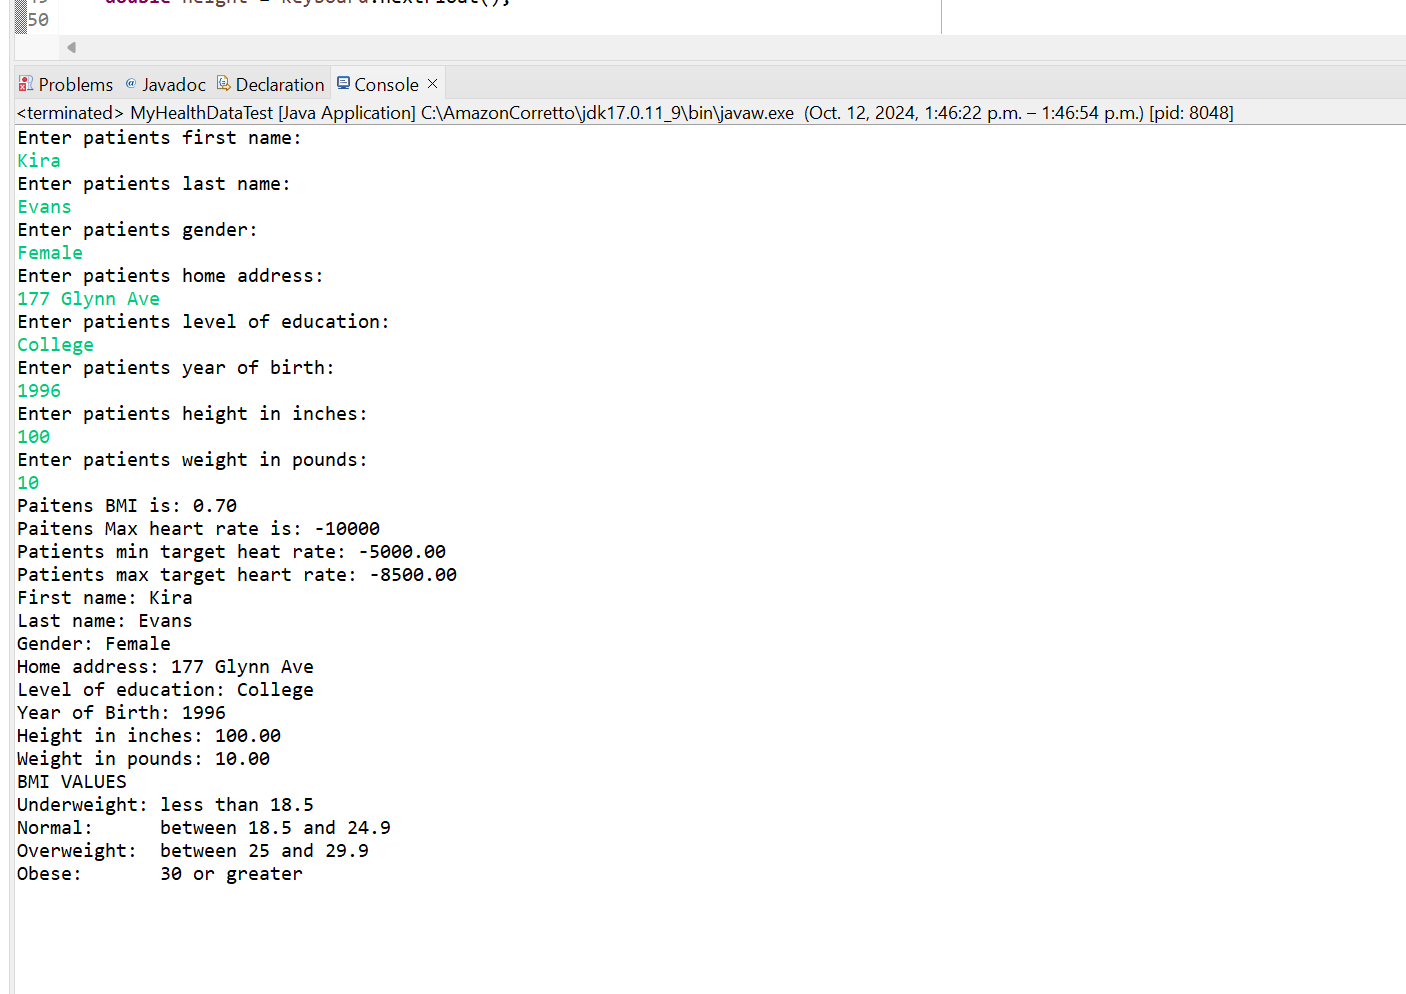 50
Problems @ Javadoc Declaration Console
<terminated> MyHealthDataTest [Java Application] C:\AmazonCorretto\jdk17.0.11_9\bin\javaw.exe (Oct. 12, 2024, 1:46:22 p.m. – 1:46:54 p.m.) [pid: 8048]
Enter patients first name:
Kira
Enter patients last name:
Evans
Enter patients gender:
Female
Enter patients home address:
177 Glynn Ave
Enter patients level of education:
College
Enter patients year of birth:
1996
Enter patients height in inches:
100
Enter patients weight in pounds:
10
Paitens BMI is: 0.70
Paitens Max heart rate is: -10000
Patients min target heat rate: -5000.00
Patients max target heart rate: -8500.00
First name: Kira
Last name: Evans
Gender: Female
Home address: 177 Glynn Ave
Level of education: College
Year of Birth: 1996
Height in inches: 100.00
Weight in pounds: 10.00
BMI VALUES
Underweight: less than 18.5
Normal: between 18.5 and 24.9
Overweight: between 25 and 29.9
Obese: 30 or greater